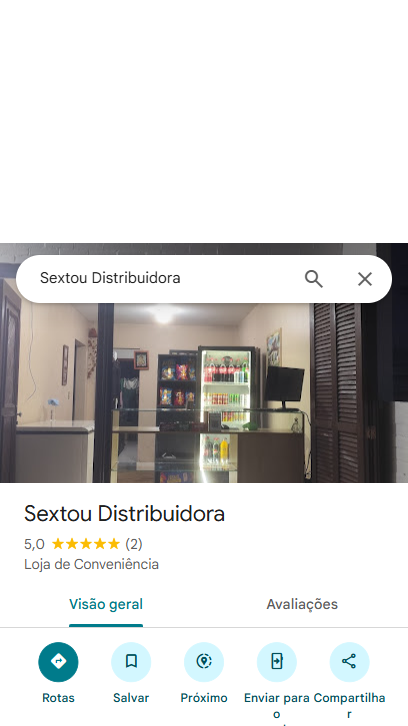 Sextou Distribuidora
Sextou Distribuidora
5,0 ★★★★★ (2)
Loja de Conveniência
Visão geral
Avaliações
Rotas
Salvar
Próximo
Enviar para o
Compartilhar